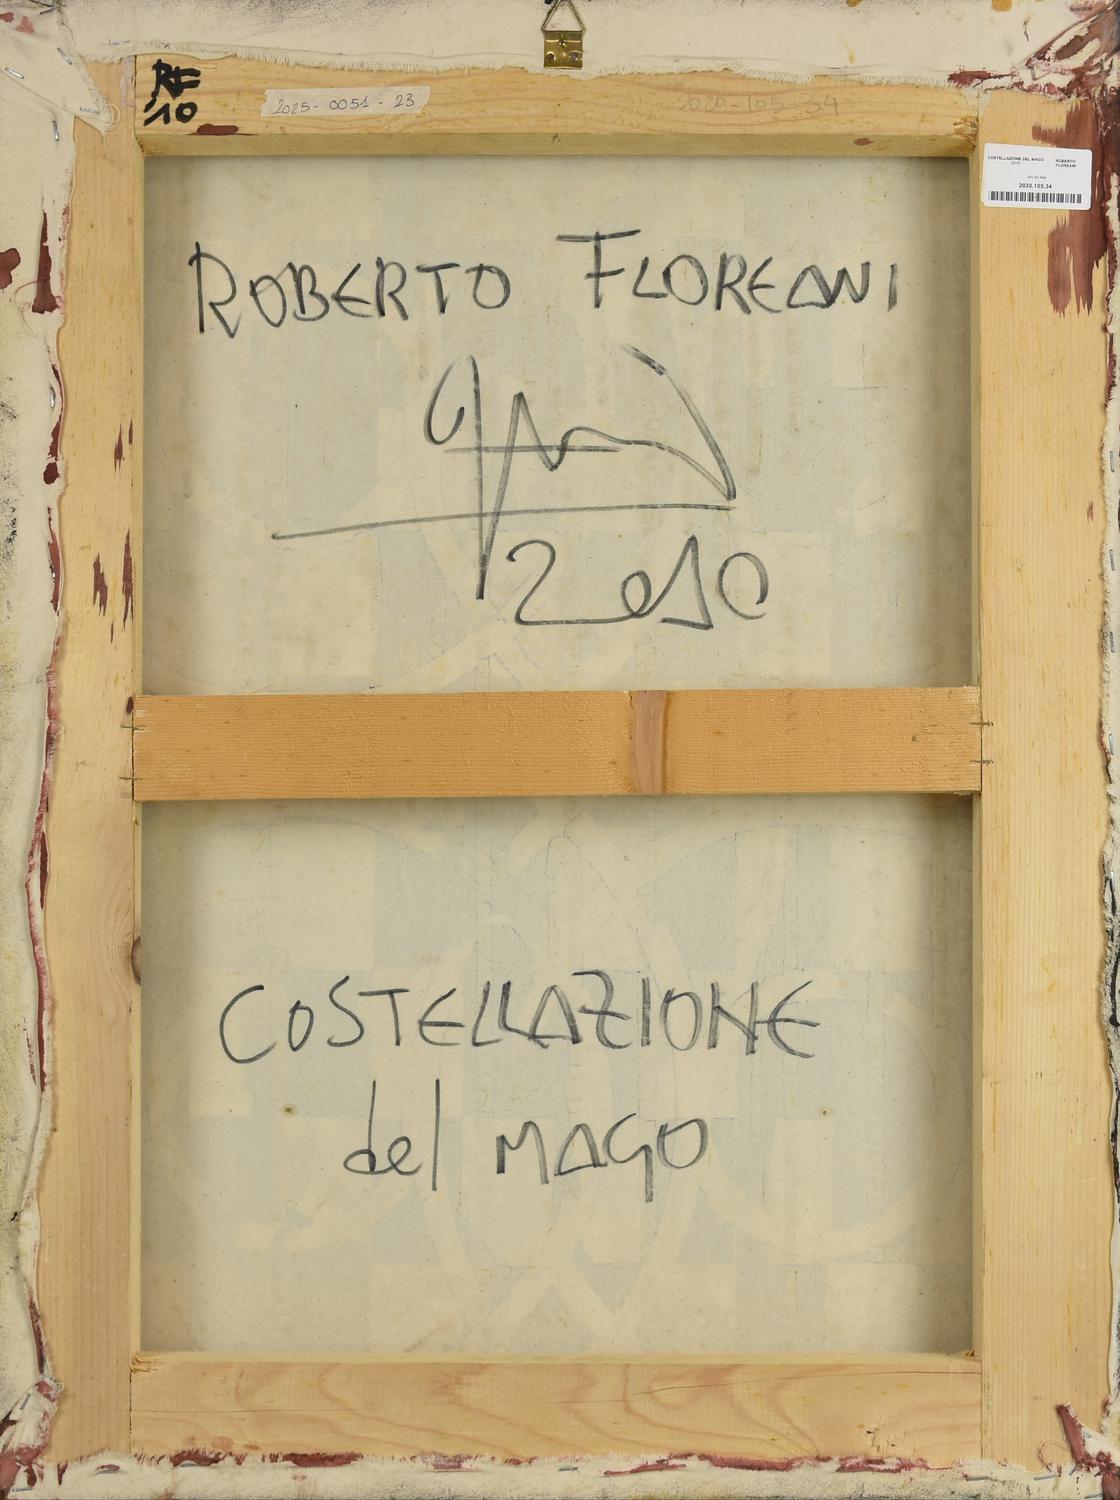 RF
10
2025-0051-23
2020-105-34
COSTELLAZIONE DEL MAGO ROBERTO
2010 FLOREANI
2020.105.34
ROBERTO FLOREANI
2010
COSTELLAZIONE
del MAGO